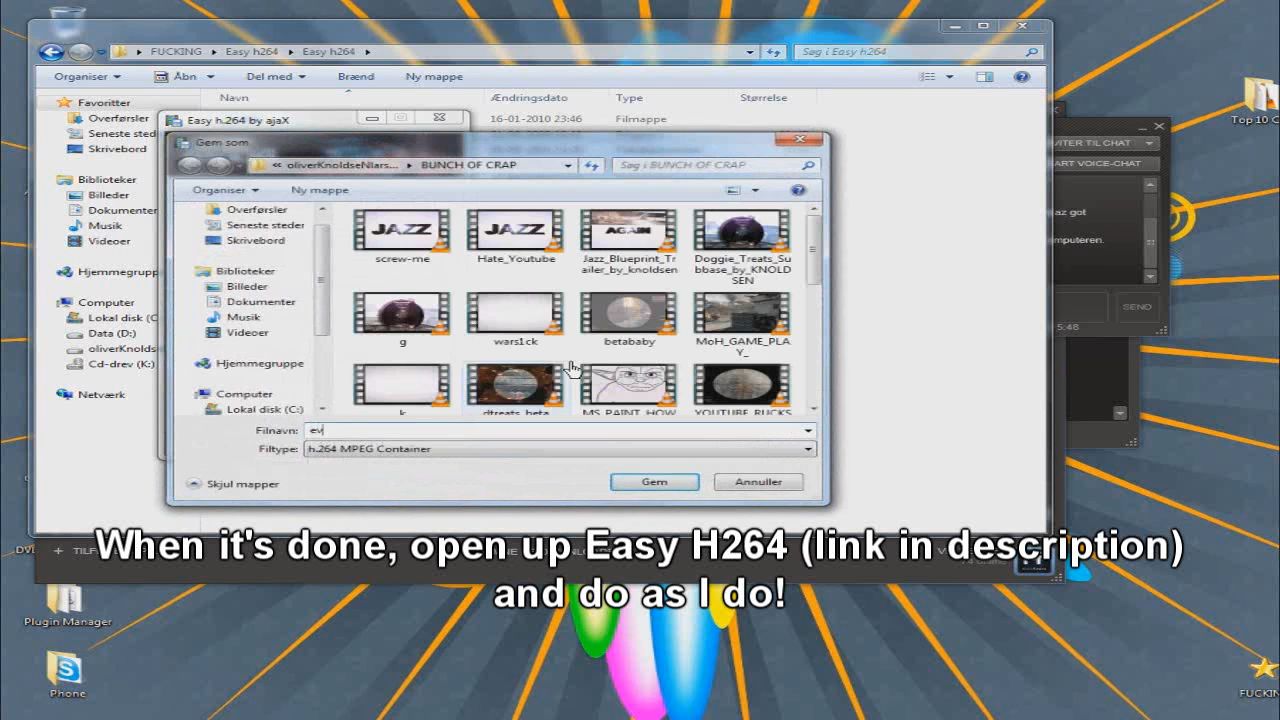 FUCKING Easy h264 Easy h264
Søg i Easy h264
Organiser Åbn Del med Brænd Ny mappe
Navn Ændringsdato Type Størrelse
Favoritter
Overførsler
Seneste sted
Skrivebord
Biblioteker
Billeder
Dokumenter
Musik
Videoer
Hjemmegrupp
Computer
Lokal disk (C
Data (D:)
oliverKnolds
Cd-drev (K:)
Netværk
Easy h.264 by ajaX
16-01-2010 23:46 Filmappe
Gem som
« oliverKnoldseNlars... BUNCH OF CRAP
Søg i BUNCH OF CRAP
Organiser Ny mappe
Overførsler
Seneste steder
Skrivebord
Biblioteker
Billeder
Dokumenter
Musik
Videoer
Hjemmegruppe
Computer
Lokal disk (C:)
JAZZ
screw-me
JAZZ
Hate_Youtube
AGAIN
Jazz_Blueprint_Tr
ailer_by_knoldsen
Doggie_Treats_Su
bbase_by_KNOLD
SEN
g
wars1ck
betababy
MoH_GAME_PLA
Y_
k
dtreats_beta
MS_PAINT_HOW
YOUTUBE_RUCKS
Filnavn: ev
Filtype: h.264 MPEG Container
Skjul mapper
Gem Annuller
VITER TIL CHAT
ART VOICE-CHAT
az got
mputeren.
SEND
5:48
Top 10 C
When it's done, open up Easy H264 (link in description)
and do as I do!
Plugin Manager
Phone
FUCKIN